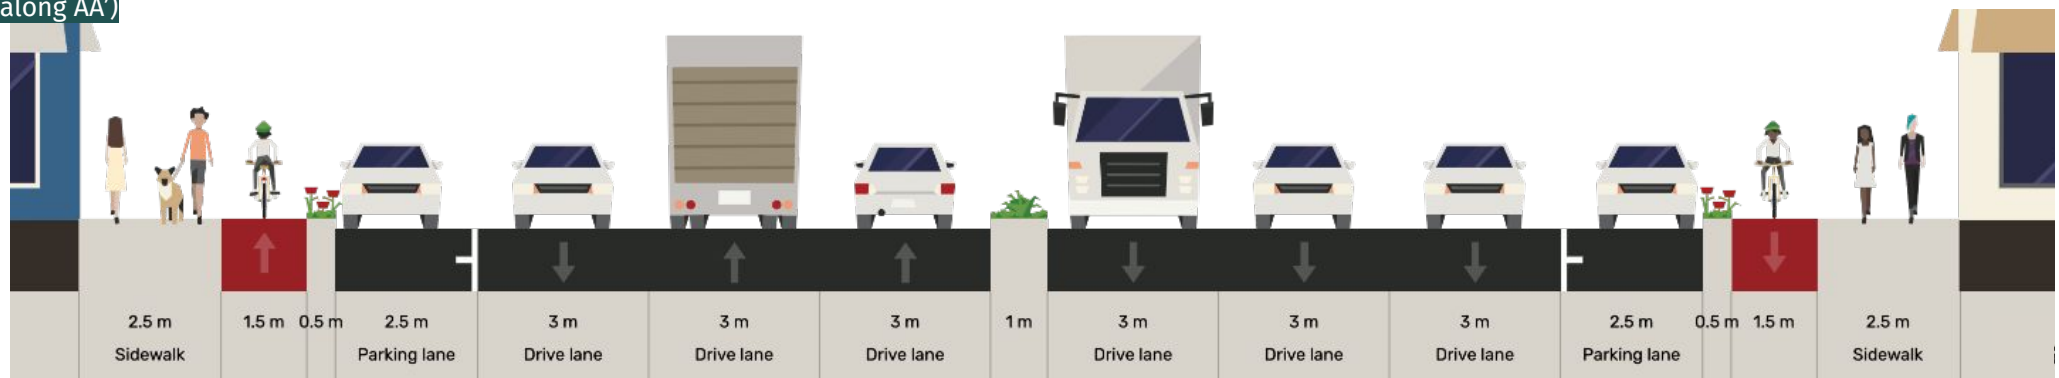 along AA’)
2.5 m 1.5 m 0.5 m 2.5 m 3 m 3 m 3 m 1 m 3 m 3 m 3 m 2.5 m 0.5 m 1.5 m 2.5 m
Sidewalk Parking lane Drive lane Drive lane Drive lane Drive lane Drive lane Drive lane Parking lane Sidewalk